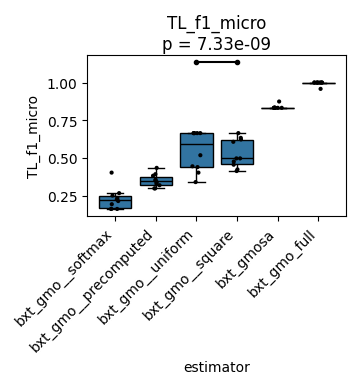 TL_f1_micro
p = 7.33e-09
TL_f1_micro
1.00
0.75
0.50
0.25
bxt_gmo__softmax
bxt_gmo__precomputed
bxt_gmo__uniform
bxt_gmo__square
bxt_gmosa
bxt_gmo_full
estimator